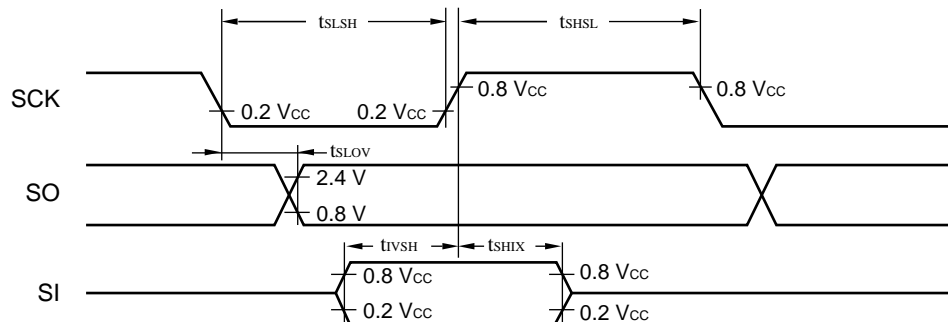 tSLSH
tSHSL
SCK
0.2 VCC
0.2 VCC
0.8 VCC
0.8 VCC
tSLOV
SO
2.4 V
0.8 V
tIVSH
tSHIX
SI
0.8 VCC
0.8 VCC
0.2 VCC
0.2 VCC